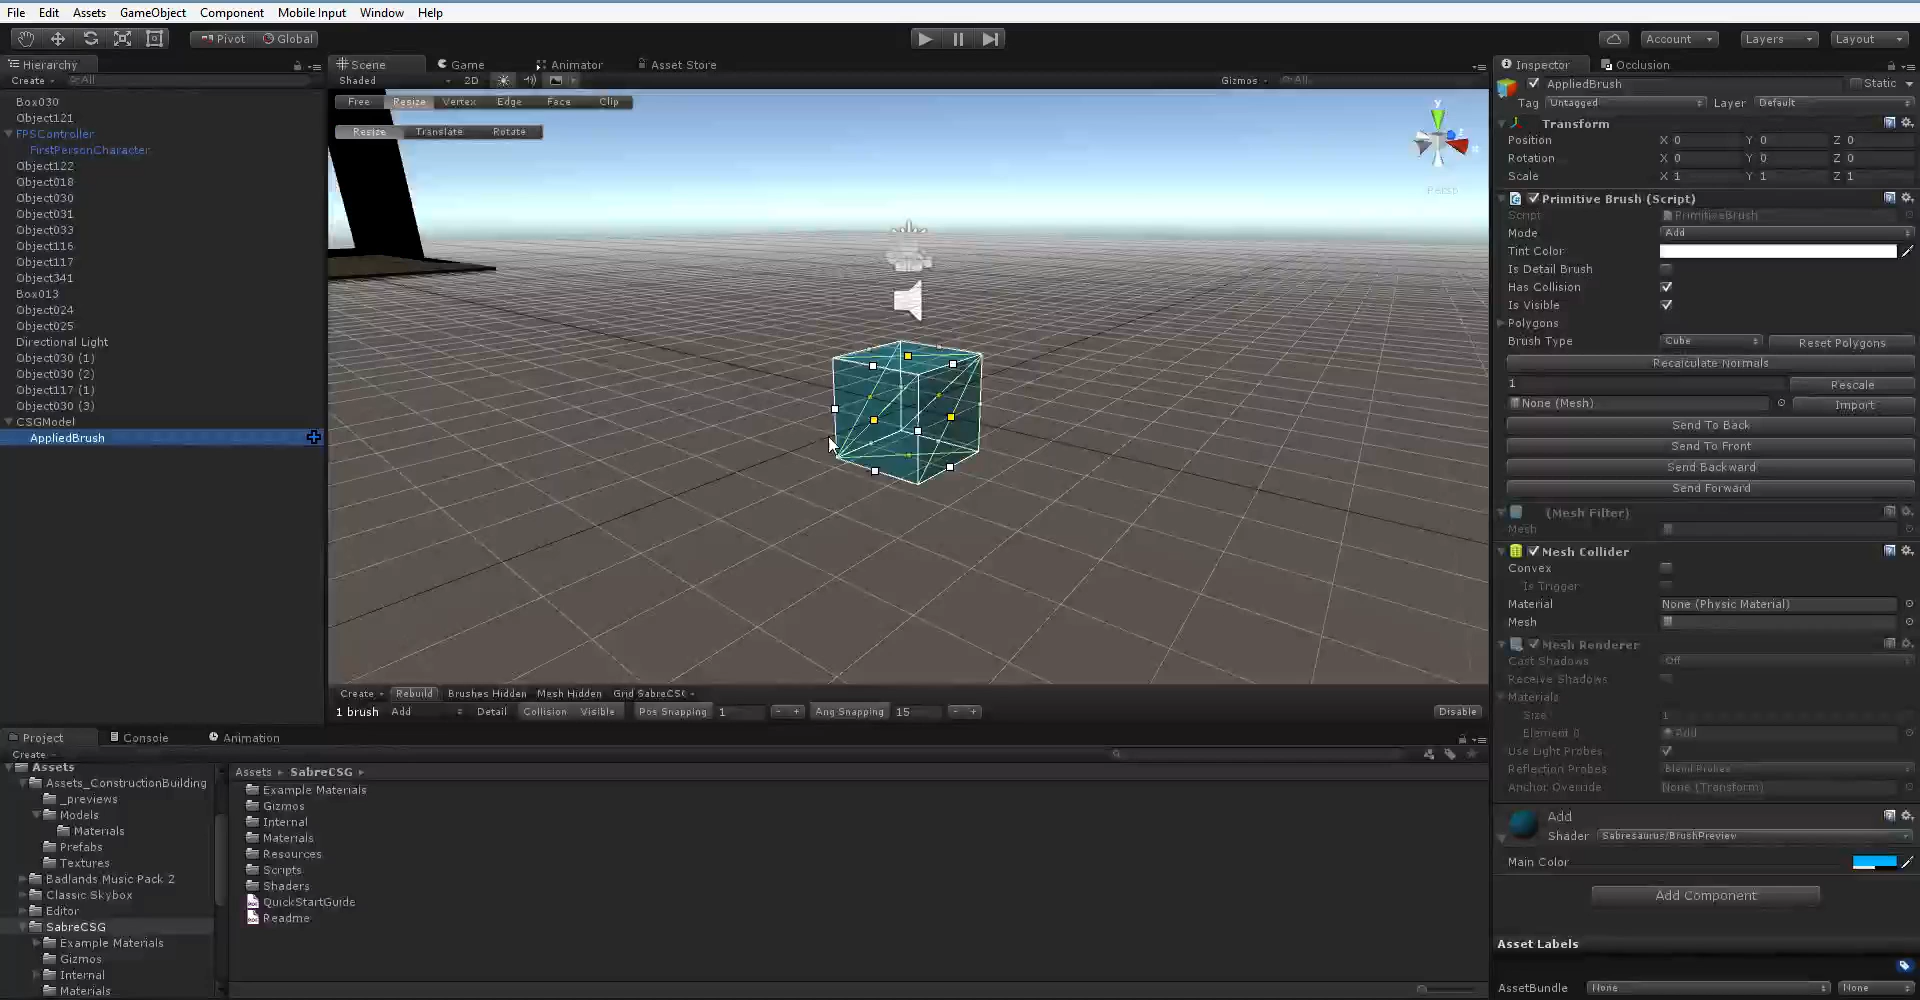 File Edit Assets GameObject Component Mobile Input Window Help
Pivot Global Account Layers Layout
Hierarchy
Create All
Box030
Object121
FPSController
FirstPersonCharacter
Object122
Object018
Object030
Object031
Object033
Object116
Object117
Object341
Box013
Object024
Object025
Directional Light
Object030 (1)
Object030 (2)
Object117 (1)
Object030 (3)
CSGModel
AppliedBrush
Scene Game Animator Asset Store
Shaded 2D Gizmos All
Free Resize Vertex Edge Face Clip
Resize Translate Rotate
y
Persp
Create Rebuild Brushes Hidden Mesh Hidden Grid SabreCSG
1 brush Add Detail Collision Visible Pos Snapping 1 - + Ang Snapping 15 - + Disable
Inspector Occlusion
AppliedBrush Static
Tag Untagged Layer Default
Transform
Position X 0 Y 0 Z 0
Rotation X 0 Y 0 Z 0
Scale X 1 Y 1 Z 1
Primitive Brush (Script)
Script PrimitiveBrush
Mode Add
Tint Color
Is Detail Brush
Has Collision
Is Visible
Polygons
Brush Type Cube Reset Polygons
Recalculate Normals
1 Rescale
None (Mesh) Import
Send To Back
Send To Front
Send Backward
Send Forward
(Mesh Filter)
Mesh
Mesh Collider
Convex
Is Trigger
Material None (Physic Material)
Mesh
Mesh Renderer
Cast Shadows Off
Receive Shadows
Materials
Size 1
Element 0 Add
Use Light Probes
Reflection Probes Blend Probes
Anchor Override None (Transform)
Add
Shader Sabresaurus/BrushPreview
Main Color
Add Component
Asset Labels
AssetBundle None None
Project Console Animation
Create
Assets
Assets_ConstructionBuilding
_previews
Models
Materials
Prefabs
Textures
Badlands Music Pack 2
Classic Skybox
Editor
SabreCSG
Example Materials
Gizmos
Internal
Materials
Assets SabreCSG
Example Materials
Gizmos
Internal
Materials
Resources
Scripts
Shaders
QuickStartGuide
Readme